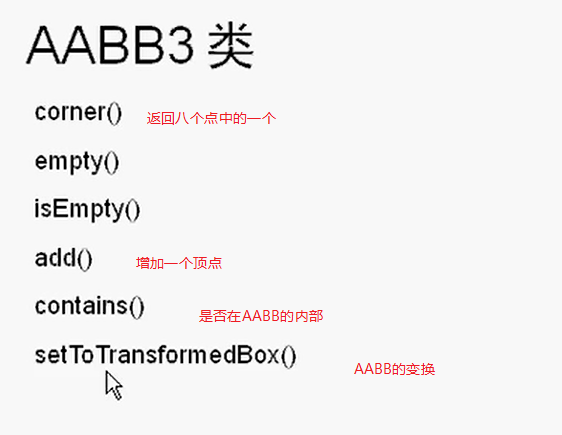 AABB3 类
corner() 返回八个点中的一个
empty()
isEmpty()
add() 增加一个顶点
contains() 是否在AABB的内部
setToTransformedBox() AABB的变换